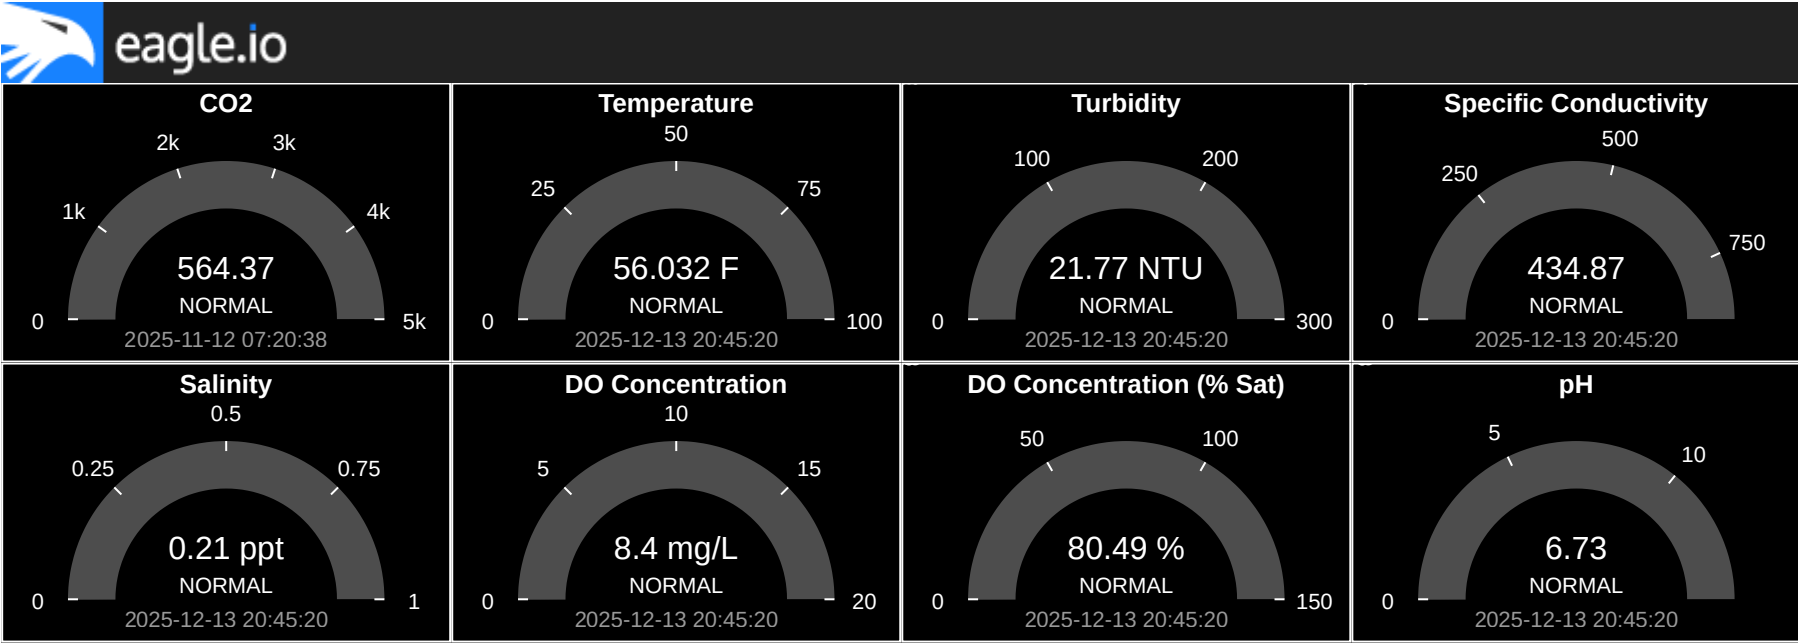 eagle.io
CO2
2k
3k
1k
4k
564.37
NORMAL
0
5k
2025-11-12 07:20:38
Temperature
50
25
75
56.032 F
NORMAL
0
100
2025-12-13 20:45:20
Turbidity
100
200
21.77 NTU
NORMAL
0
300
2025-12-13 20:45:20
Specific Conductivity
500
250
750
434.87
NORMAL
0
2025-12-13 20:45:20
Salinity
0.5
0.25
0.75
0.21 ppt
NORMAL
0
1
2025-12-13 20:45:20
DO Concentration
10
5
15
8.4 mg/L
NORMAL
0
20
2025-12-13 20:45:20
DO Concentration (% Sat)
50
100
80.49 %
NORMAL
0
150
2025-12-13 20:45:20
pH
5
10
6.73
NORMAL
0
2025-12-13 20:45:20